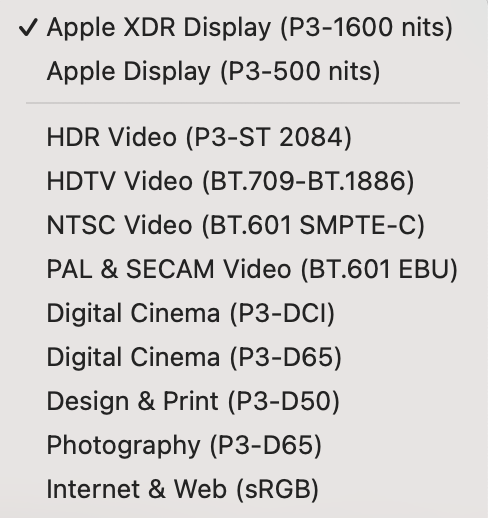 ✓ Apple XDR Display (P3-1600 nits)
Apple Display (P3-500 nits)
HDR Video (P3-ST 2084)
HDTV Video (BT.709-BT.1886)
NTSC Video (BT.601 SMPTE-C)
PAL & SECAM Video (BT.601 EBU)
Digital Cinema (P3-DCI)
Digital Cinema (P3-D65)
Design & Print (P3-D50)
Photography (P3-D65)
Internet & Web (sRGB)